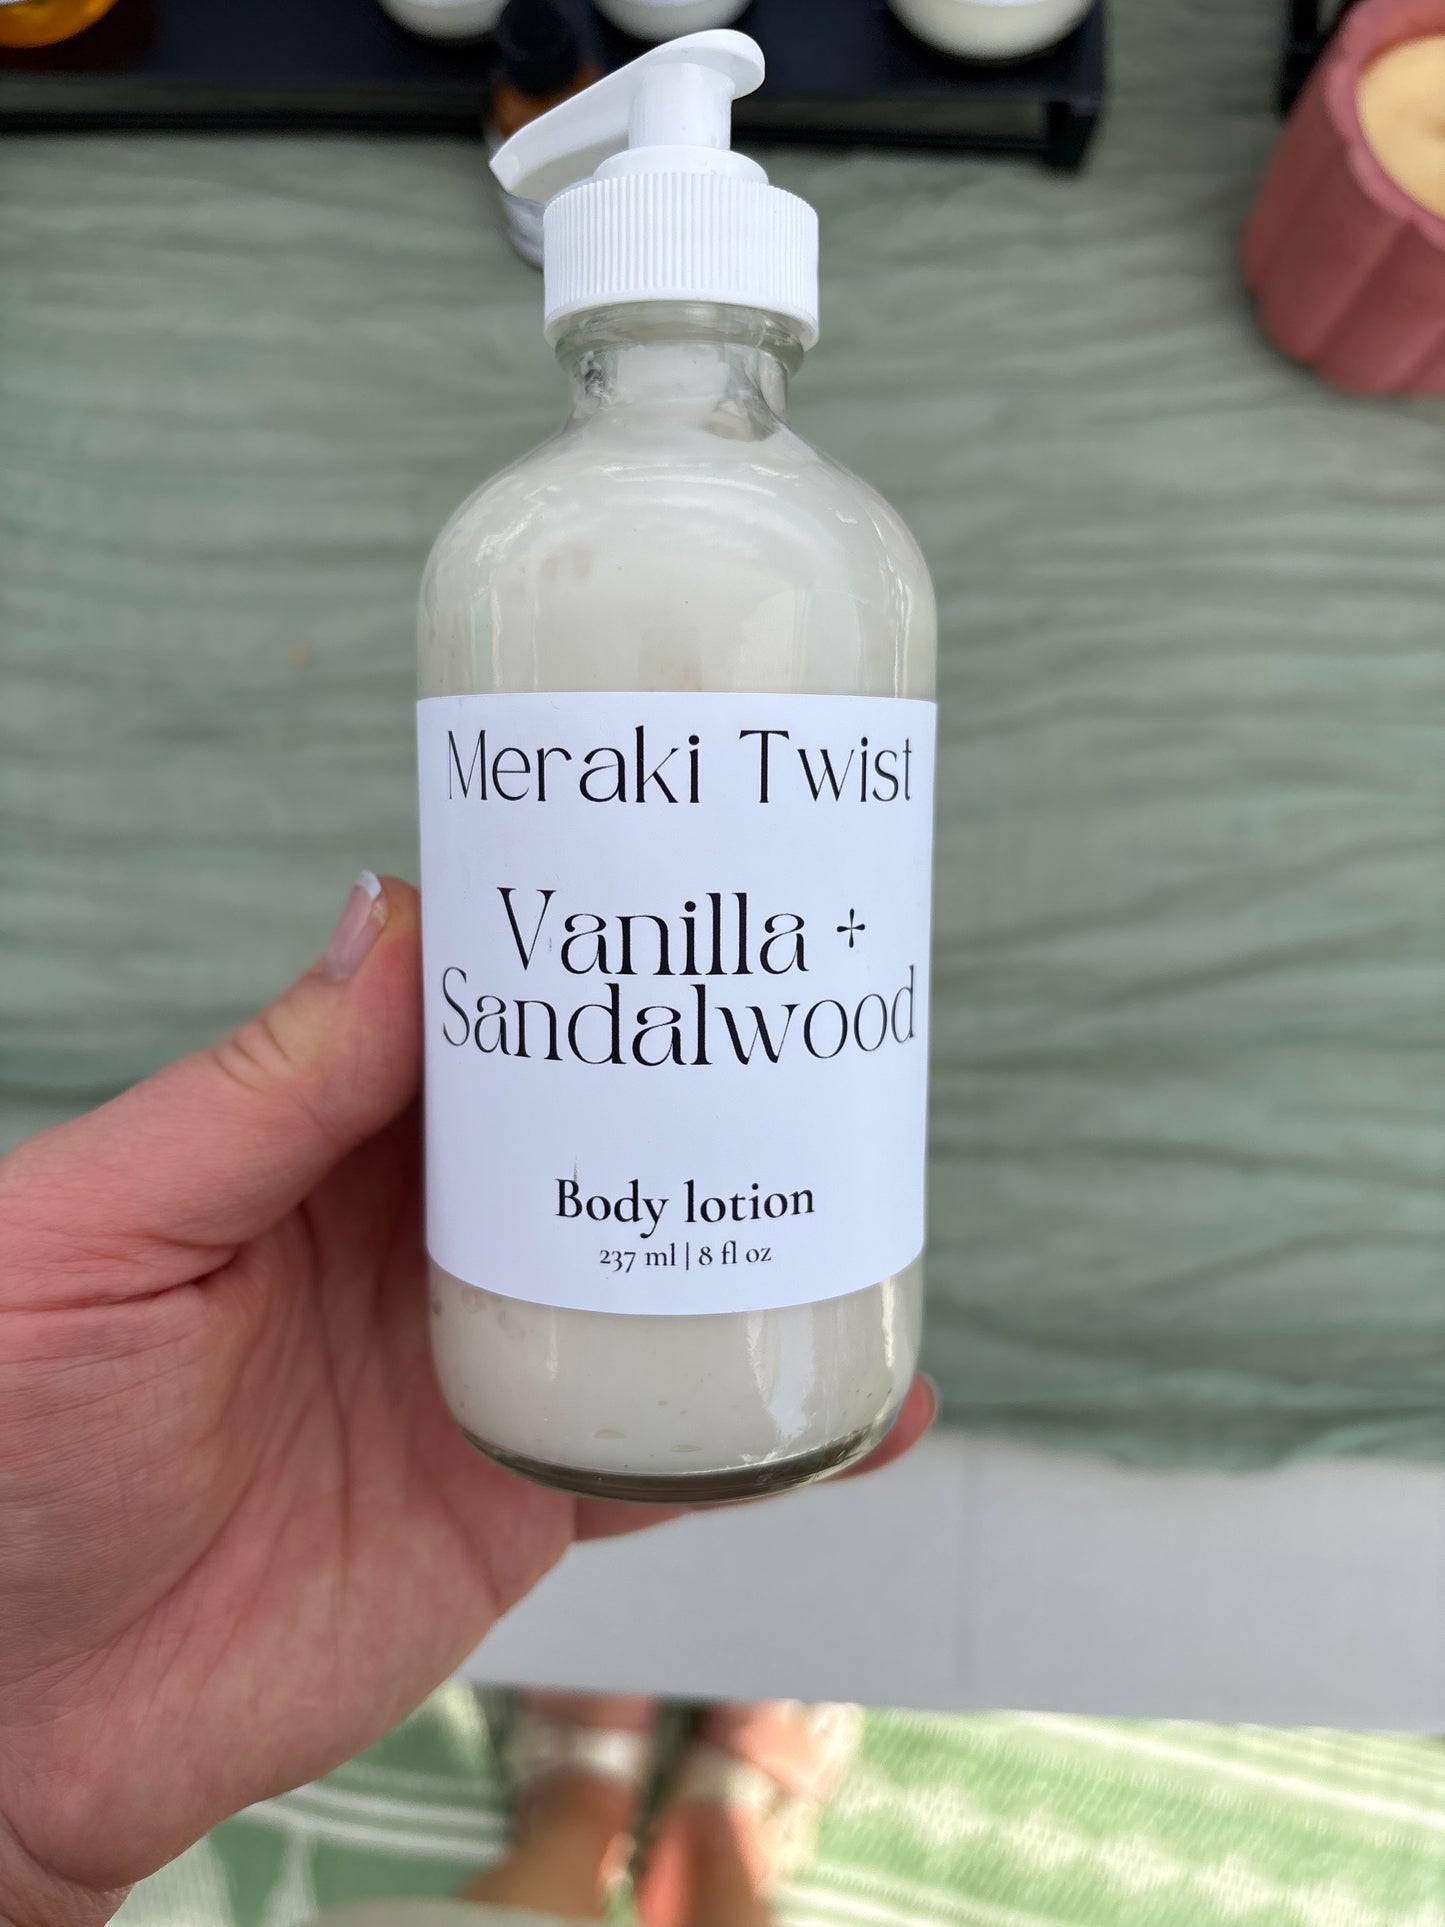 Meraki Twist
Vanilla +
Sandalwood
Body lotion
237 ml | 8 fl oz